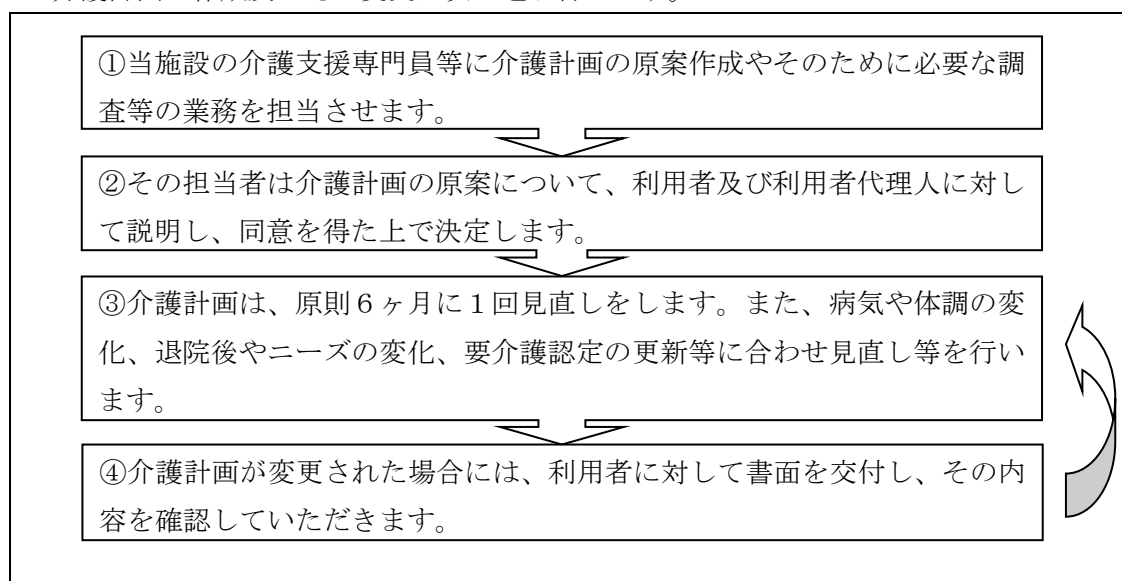 ①当施設の介護支援専門員等に介護計画の原案作成やそのために必要な調
査等の業務を担当させます。
②その担当者は介護計画の原案について、利用者及び利用者代理人に対し
て説明し、同意を得た上で決定します。
③介護計画は、原則６ヶ月に１回見直しをします。また、病気や体調の変
化、退院後やニーズの変化、要介護認定の更新等に合わせ見直し等を行い
ます。
④介護計画が変更された場合には、利用者に対して書面を交付し、その内
容を確認していただきます。